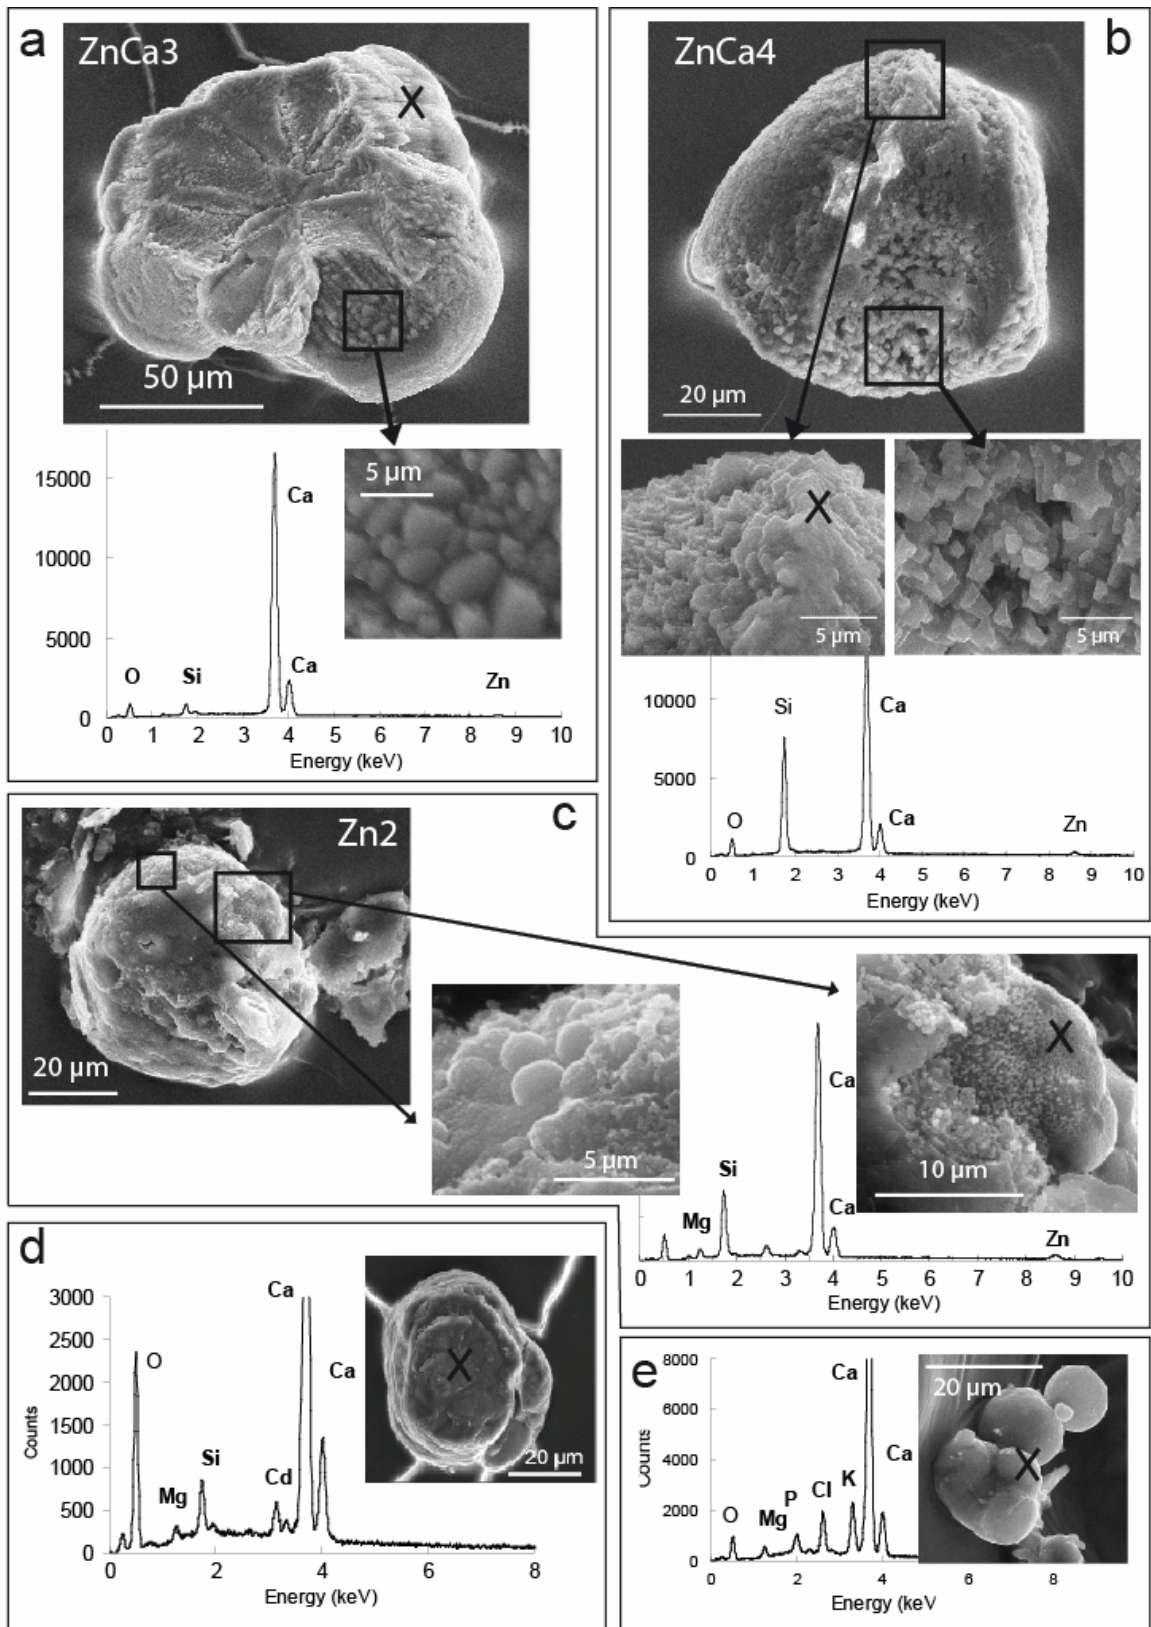 a
ZnCa3
50 µm
5 µm
15000
10000
5000
0
Ca
Ca
O
Si
Zn
0 1 2 3 4 5 6 7 8 9 10
Energy (keV)
b
ZnCa4
20 µm
5 µm
5 µm
10000
5000
0
Si
Ca
Ca
O
Zn
0 1 2 3 4 5 6 7 8 9 10
Energy (keV)
c
Zn2
20 µm
5 µm
10 µm
Ca
Si
Mg
Ca
Zn
0 1 2 3 4 5 6 7 8 9 10
Energy (keV)
d
3000
2500
2000
1500
1000
500
0
Counts
Ca
O
Ca
Si
Mg
Cd
20 µm
0 2 4 6 8
Energy (keV)
e
8000
6000
4000
2000
0
Counts
Ca
Ca
K
Cl
P
Mg
O
20 µm
0 2 4 6 8
Energy (keV